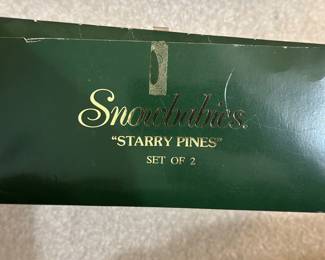 Snowbabies®
"STARRY PINES"
SET OF 2